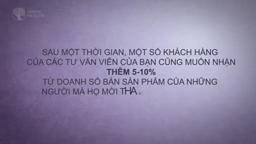 SAU MỘT THỜI GIAN, MỘT SỐ KHÁCH HÀNG
CỦA CÁC TƯ VẤN VIÊN CỦA BẠN CŨNG MUỐN NHẬN
THÊM 5-10%
TỪ DOANH SỐ BÁN SẢN PHẨM CỦA NHỮNG
NGƯỜI MÀ HỌ MỜI THA